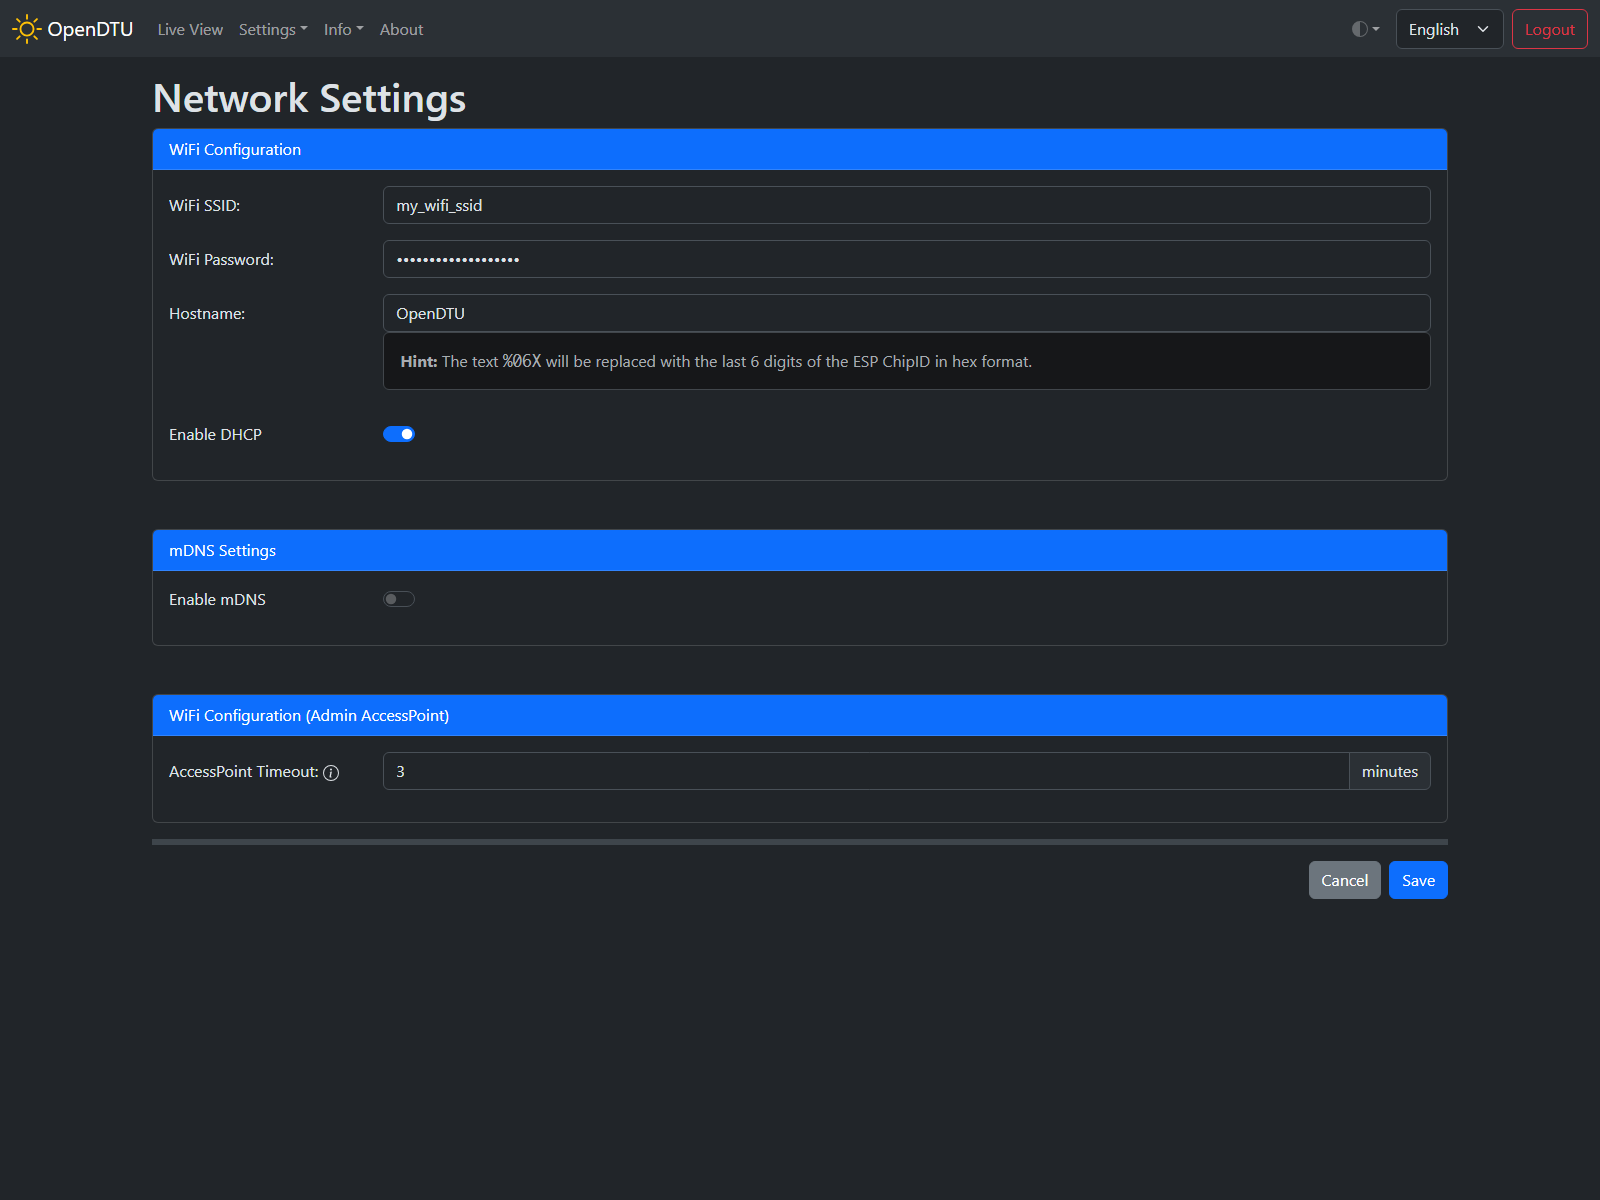 OpenDTU Live View Settings Info About English Logout
Network Settings
WiFi Configuration
WiFi SSID: my_wifi_ssid
WiFi Password: •••••••••••••••••••
Hostname: OpenDTU
Hint: The text %06X will be replaced with the last 6 digits of the ESP ChipID in hex format.
Enable DHCP
mDNS Settings
Enable mDNS
WiFi Configuration (Admin AccessPoint)
AccessPoint Timeout: 3 minutes
Cancel Save